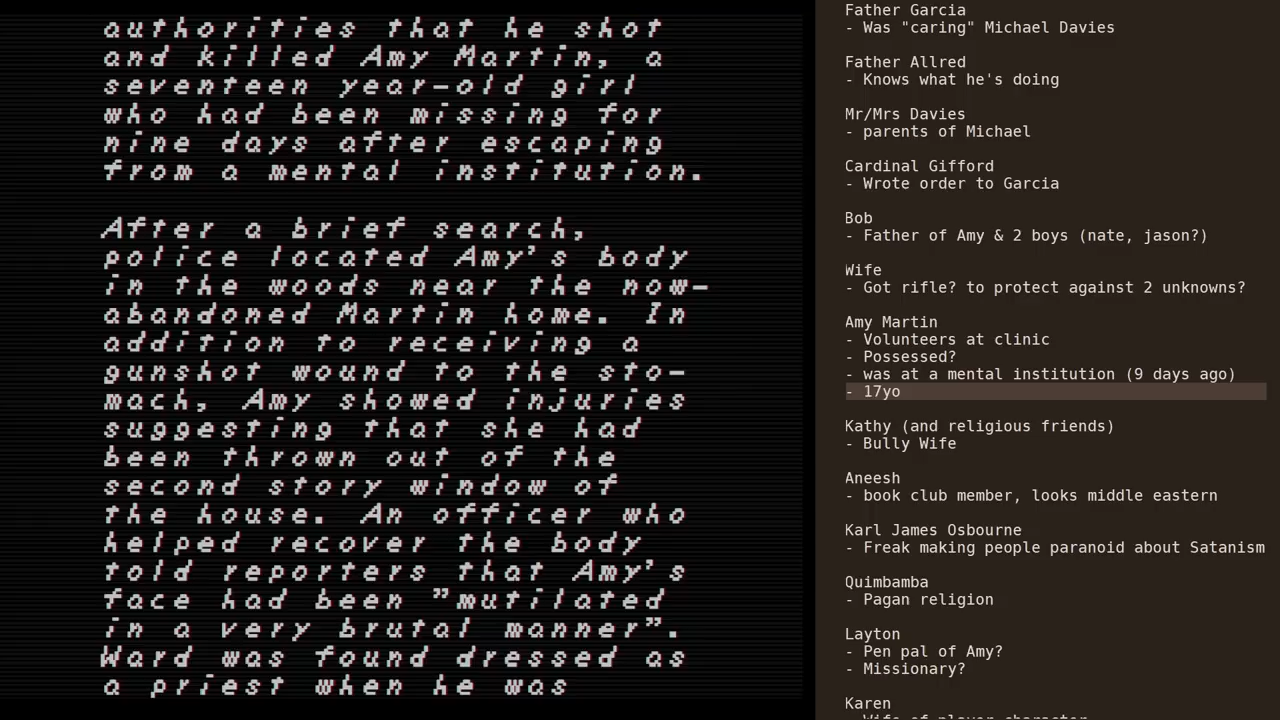 authorities that he shot
and killed Amy Martin, a
seventeen year-old girl
who had been missing for
nine days after escaping
from a mental institution.
After a brief search,
police located Amy's body
in the woods near the now-
abandoned Martin home. In
addition to receiving a
gunshot wound to the sto-
mach, Amy showed injuries
suggesting that she had
been thrown out of the
second story window of
the house. An officer who
helped recover the body
told reporters that Amy's
face had been "mutilated
in a very brutal manner".
Ward was found dressed as
a priest when he was
Father Garcia
- Was "caring" Michael Davies
Father Allred
- Knows what he's doing
Mr/Mrs Davies
- parents of Michael
Cardinal Gifford
- Wrote order to Garcia
Bob
- Father of Amy & 2 boys (nate, jason?)
Wife
- Got rifle? to protect against 2 unknowns?
Amy Martin
- Volunteers at clinic
- Possessed?
- was at a mental institution (9 days ago)
- 17yo
Kathy (and religious friends)
- Bully Wife
Aneesh
- book club member, looks middle eastern
Karl James Osbourne
- Freak making people paranoid about Satanism
Quimbamba
- Pagan religion
Layton
- Pen pal of Amy?
- Missionary?
Karen
- Wife of player character